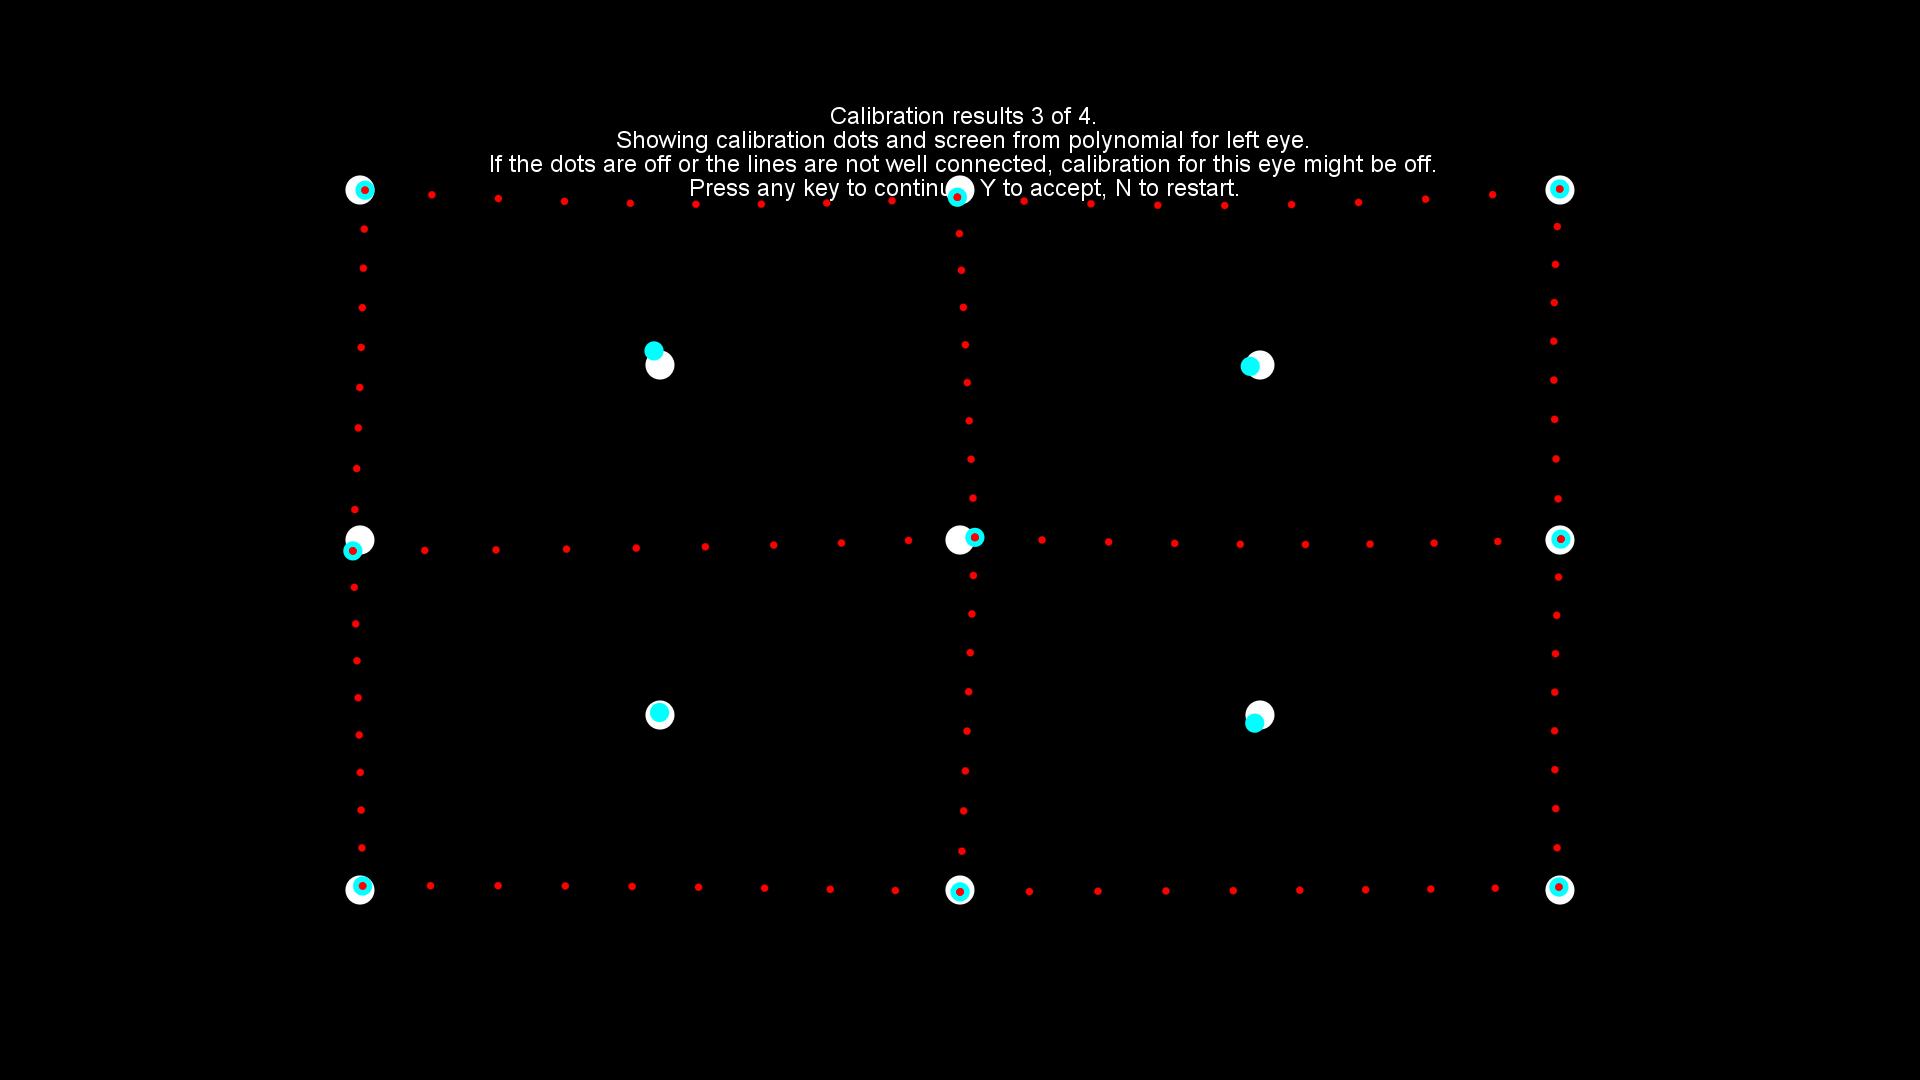 Calibration results 3 of 4.
Showing calibration dots and screen from polynomial for left eye.
If the dots are off or the lines are not well connected, calibration for this eye might be off.
Press any key to continue, Y to accept, N to restart.